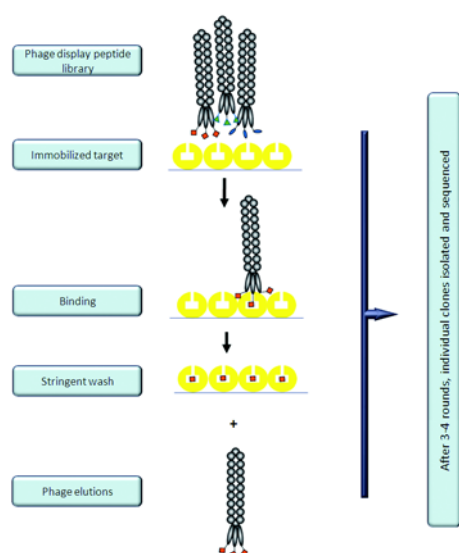 Phage display peptide
library
Immobilized target
Binding
Stringent wash
+
Phage elutions
After 3-4 rounds, individual clones isolated and sequenced